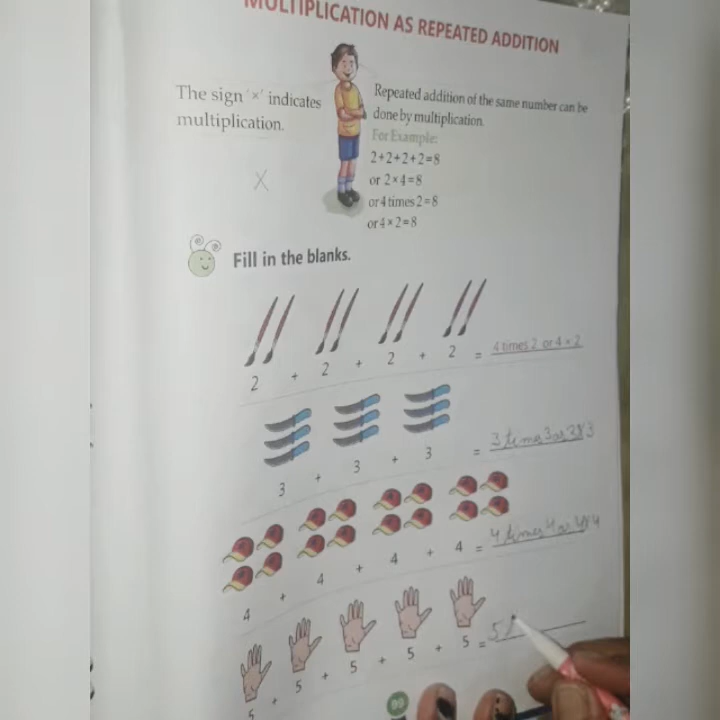 MULTIPLICATION AS REPEATED ADDITION
The sign '×' indicates
multiplication.
×
Repeated addition of the same number can be
done by multiplication.
For Example:
2+2+2+2=8
or 2×4=8
or 4 times 2=8
or 4×2=8
Fill in the blanks.
2 + 2 + 2 + 2 = 4 times 2 or 4×2
3 + 3 + 3 = 3 times 3 or 3×3
4 + 4 + 4 + 4 = 4 times 4 or 4×4
5 + 5 + 5 + 5 + 5 = 5